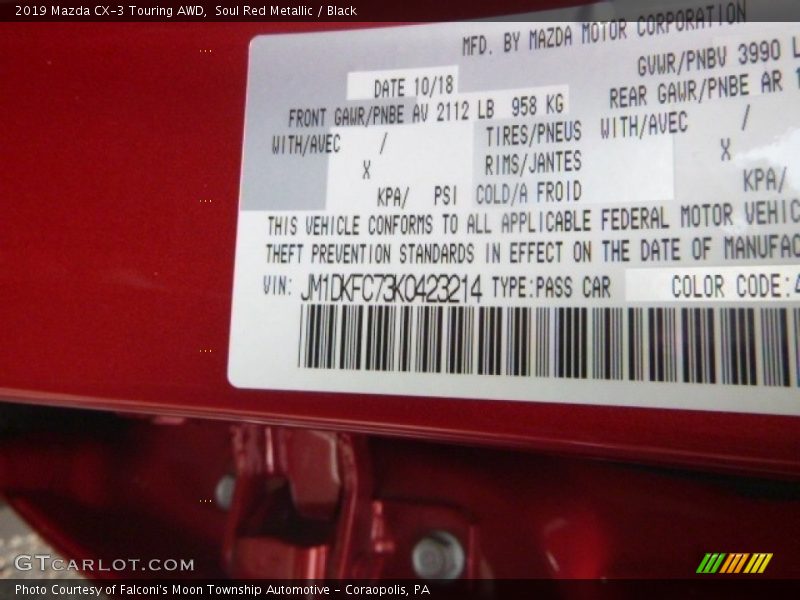 2019 Mazda CX-3 Touring AWD, Soul Red Metallic / Black
MFD. BY MAZDA MOTOR CORPORATION
DATE 10/18 GVWR/PNBV 3990
FRONT GAWR/PNBE AV 2112 LB 958 KG REAR GAWR/PNBE AR
WITH/AVEC / TIRES/PNEUS WITH/AVEC /
X RIMS/JANTES X
KPA/ PSI COLD/A FROID KPA/
THIS VEHICLE CONFORMS TO ALL APPLICABLE FEDERAL MOTOR VEHIC
THEFT PREVENTION STANDARDS IN EFFECT ON THE DATE OF MANUFAC
VIN: JM1DKFC73K0423214 TYPE:PASS CAR COLOR CODE:
GTCARLOT.COM
Photo Courtesy of Falconi's Moon Township Automotive - Coraopolis, PA